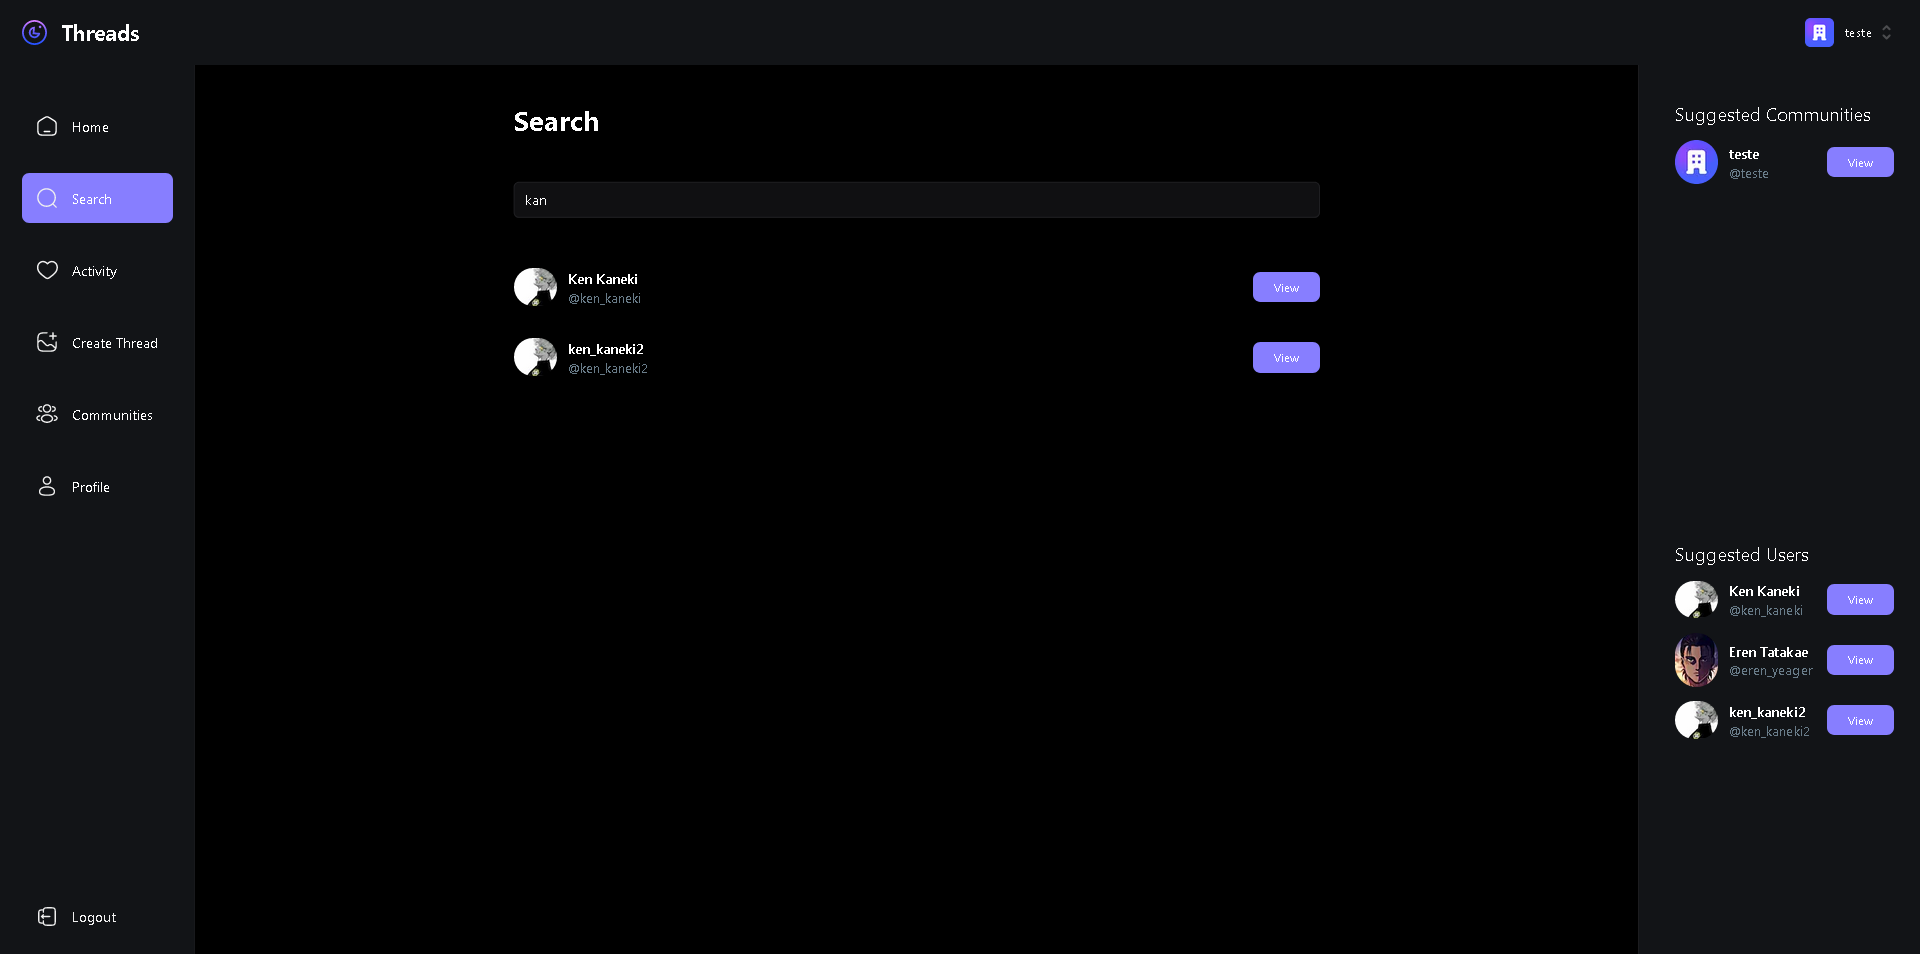 Threads
teste
Home
Search
Activity
Create Thread
Communities
Profile
Logout
Search
kan
Ken Kaneki
@ken_kaneki
View
ken_kaneki2
@ken_kaneki2
View
Suggested Communities
teste
@teste
View
Suggested Users
Ken Kaneki
@ken_kaneki
View
Eren Tatakae
@eren_yeager
View
ken_kaneki2
@ken_kaneki2
View